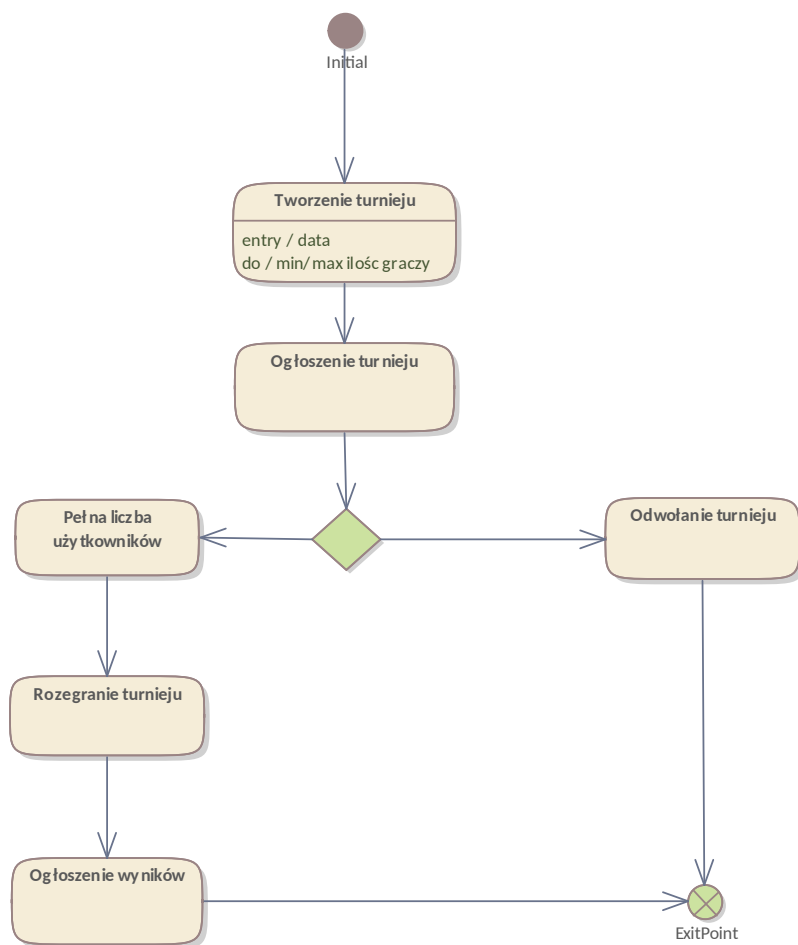 Initial
Tworzenie turnieju
entry / data
do / min/max ilośc graczy
Ogłoszenie turnieju
Pełna liczba
użytkowników
Odwołanie turnieju
Rozegranie turnieju
Ogłoszenie wyników
ExitPoint